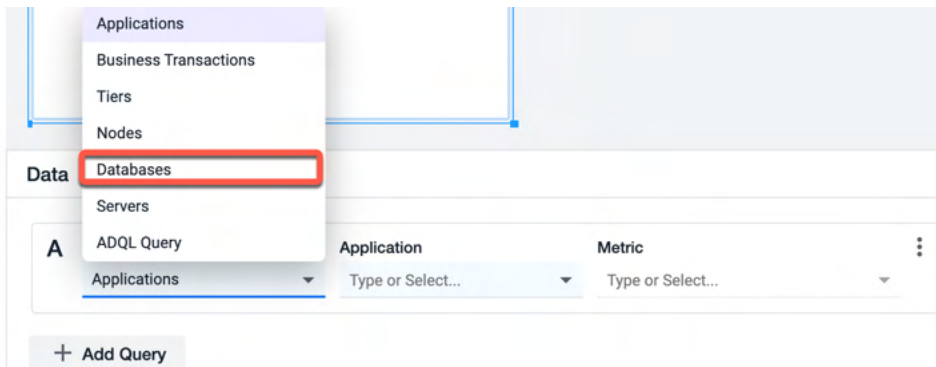 Applications
Business Transactions
Tiers
Nodes
Databases
Servers
ADQL Query
Data
A
Applications
Application
Type or Select...
Metric
Type or Select...
+ Add Query